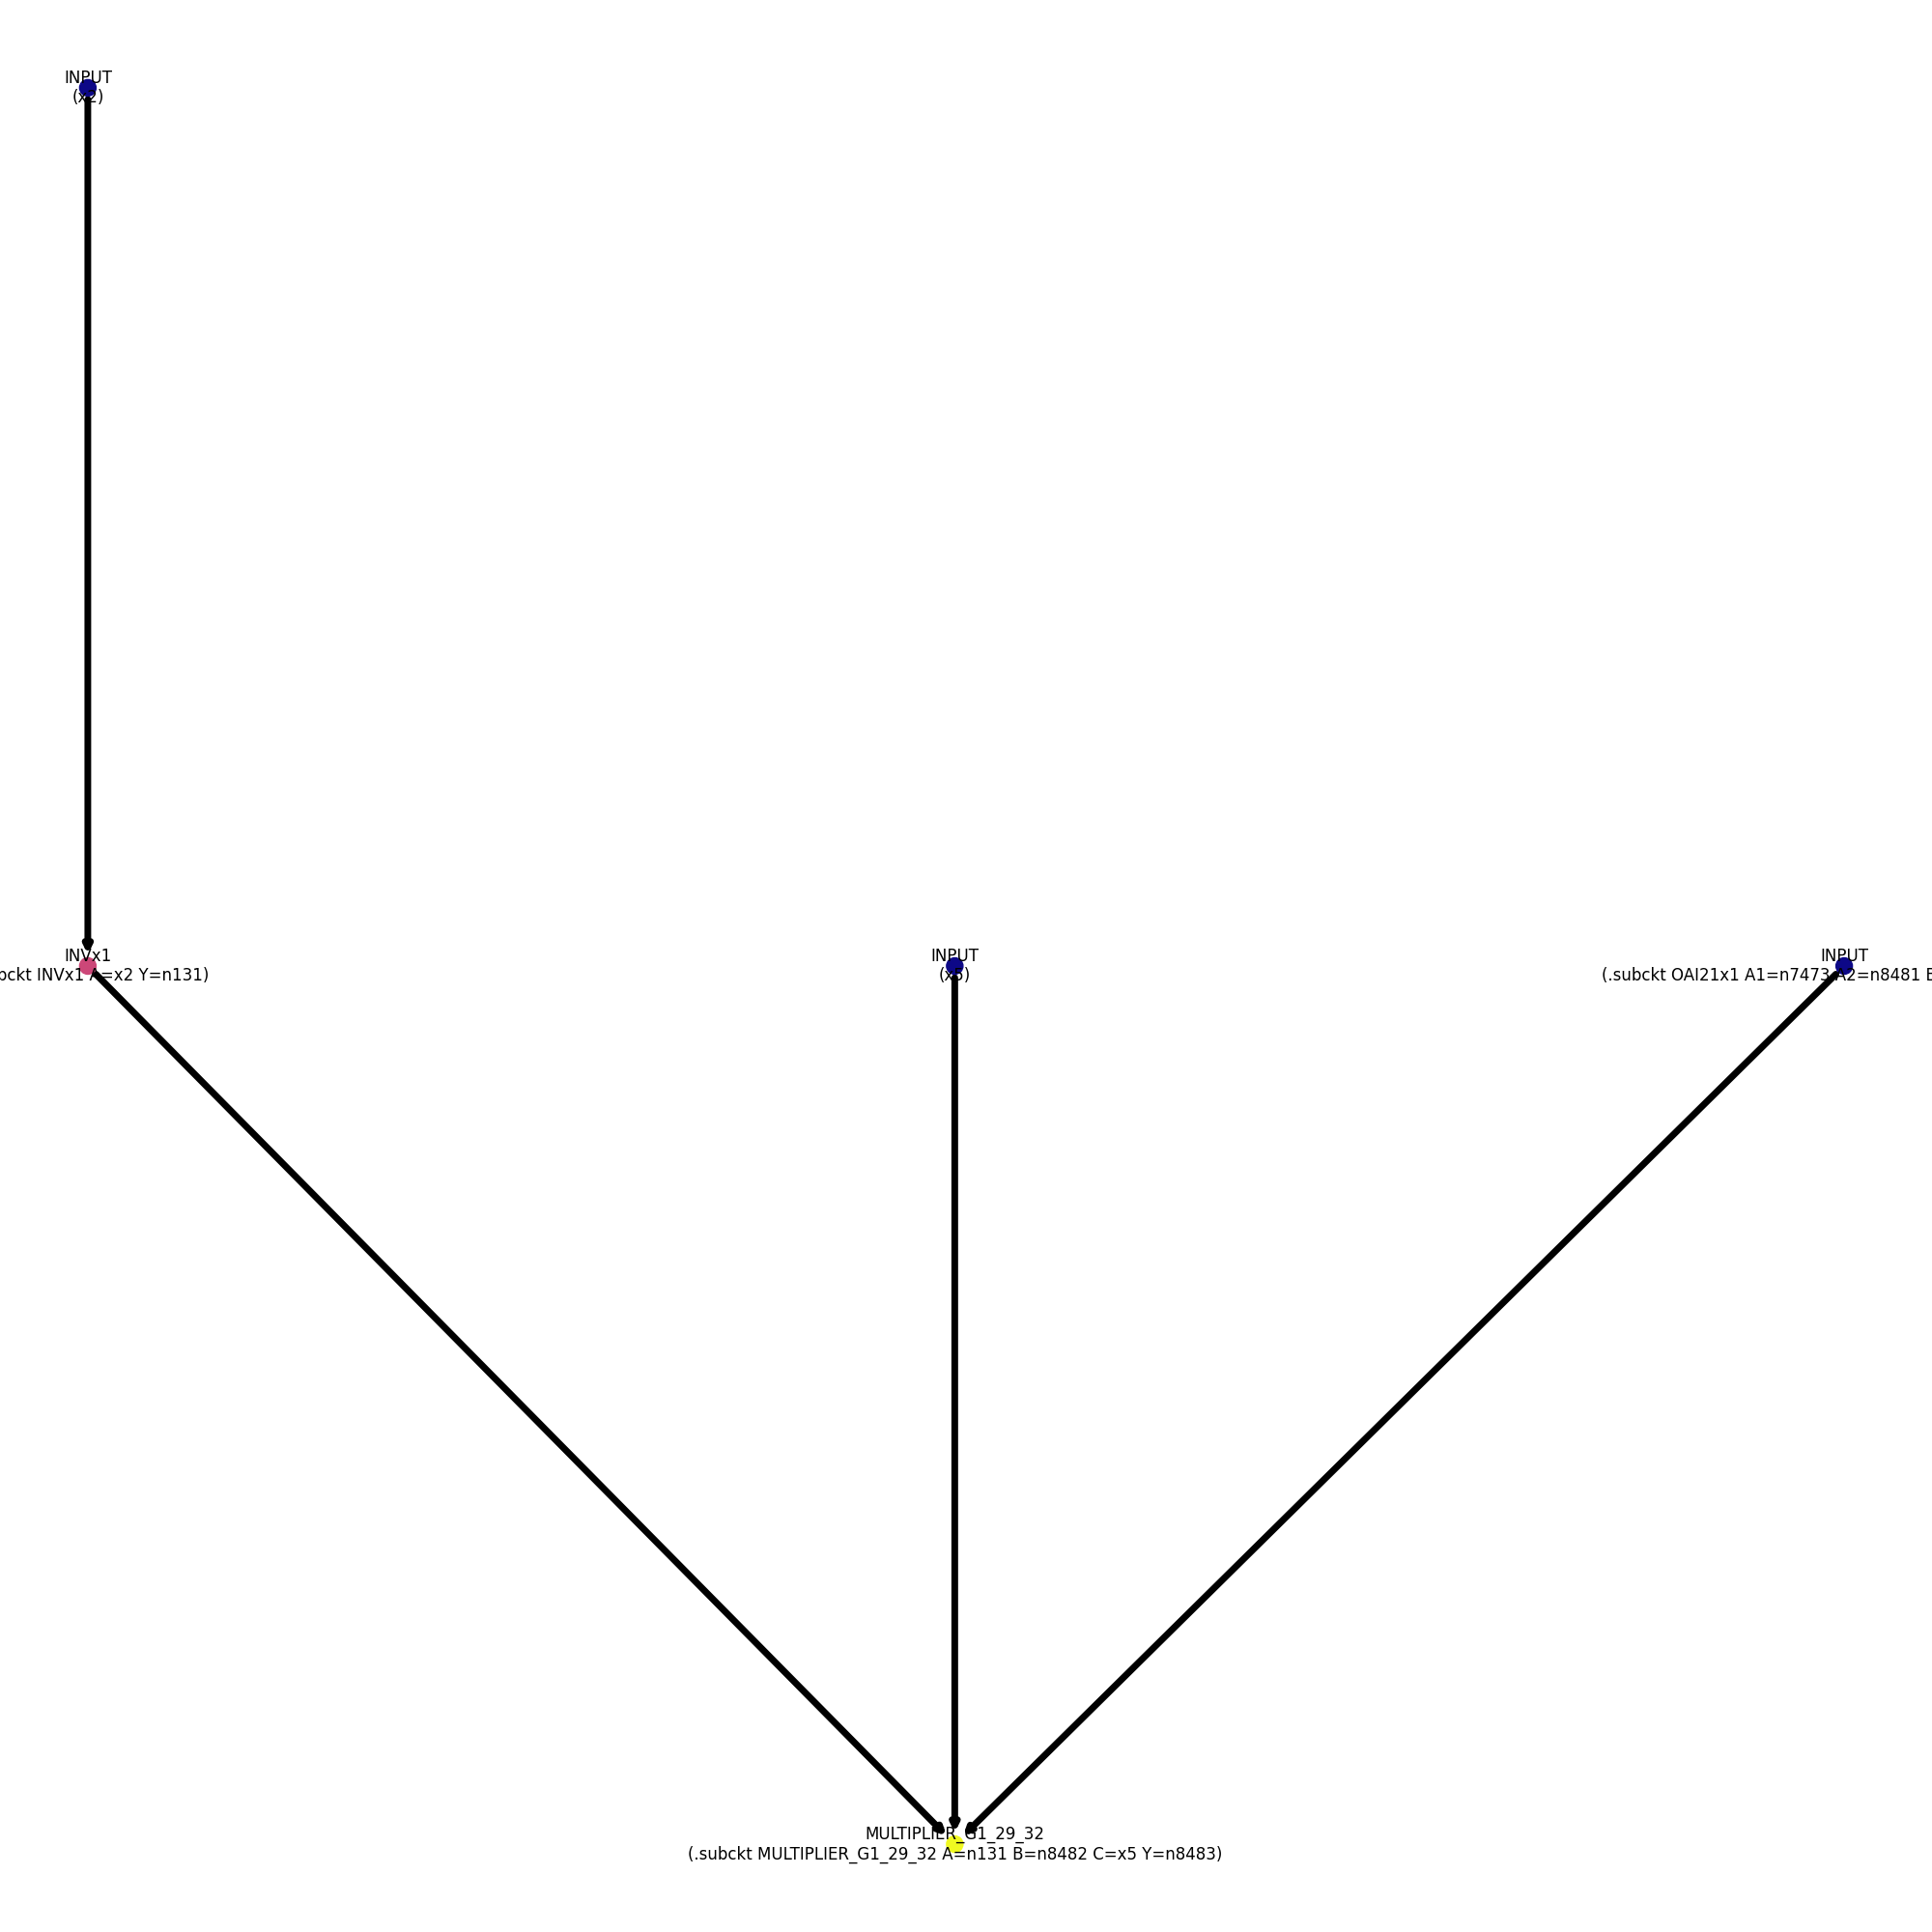 INPUT
(x2)
INVx1
bckt INVx1 A=x2 Y=n131)
INPUT
(x5)
INPUT
(.subckt OAI21x1 A1=n7473 A2=n8481
MULTIPLIER_G1_29_32
(.subckt MULTIPLIER_G1_29_32 A=n131 B=n8482 C=x5 Y=n8483)